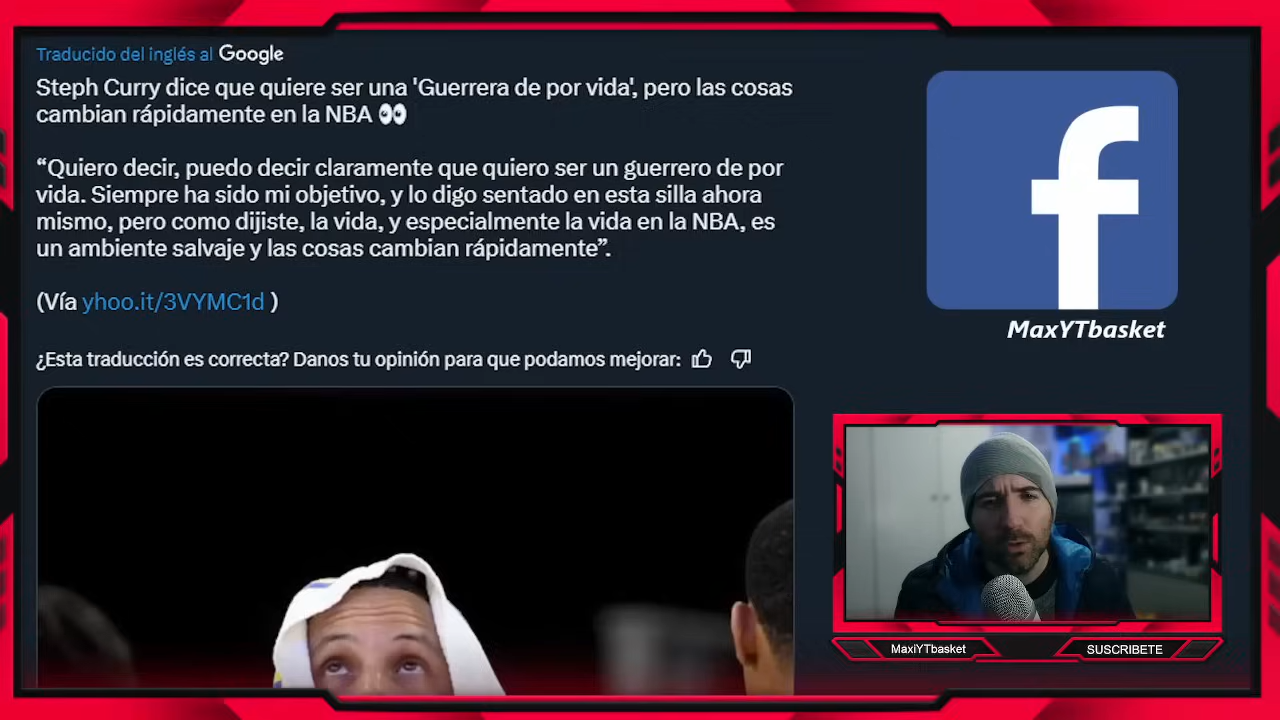 Traducido del inglés al Google
Steph Curry dice que quiere ser una 'Guerrera de por vida', pero las cosas
cambian rápidamente en la NBA 👀
“Quiero decir, puedo decir claramente que quiero ser un guerrero de por
vida. Siempre ha sido mi objetivo, y lo digo sentado en esta silla ahora
mismo, pero como dijiste, la vida, y especialmente la vida en la NBA, es
un ambiente salvaje y las cosas cambian rápidamente”.
(Vía yhoo.it/3VYMC1d )
¿Esta traducción es correcta? Danos tu opinión para que podamos mejorar:
f
MaxYTbasket
MaxiYTbasket
SUSCRIBETE